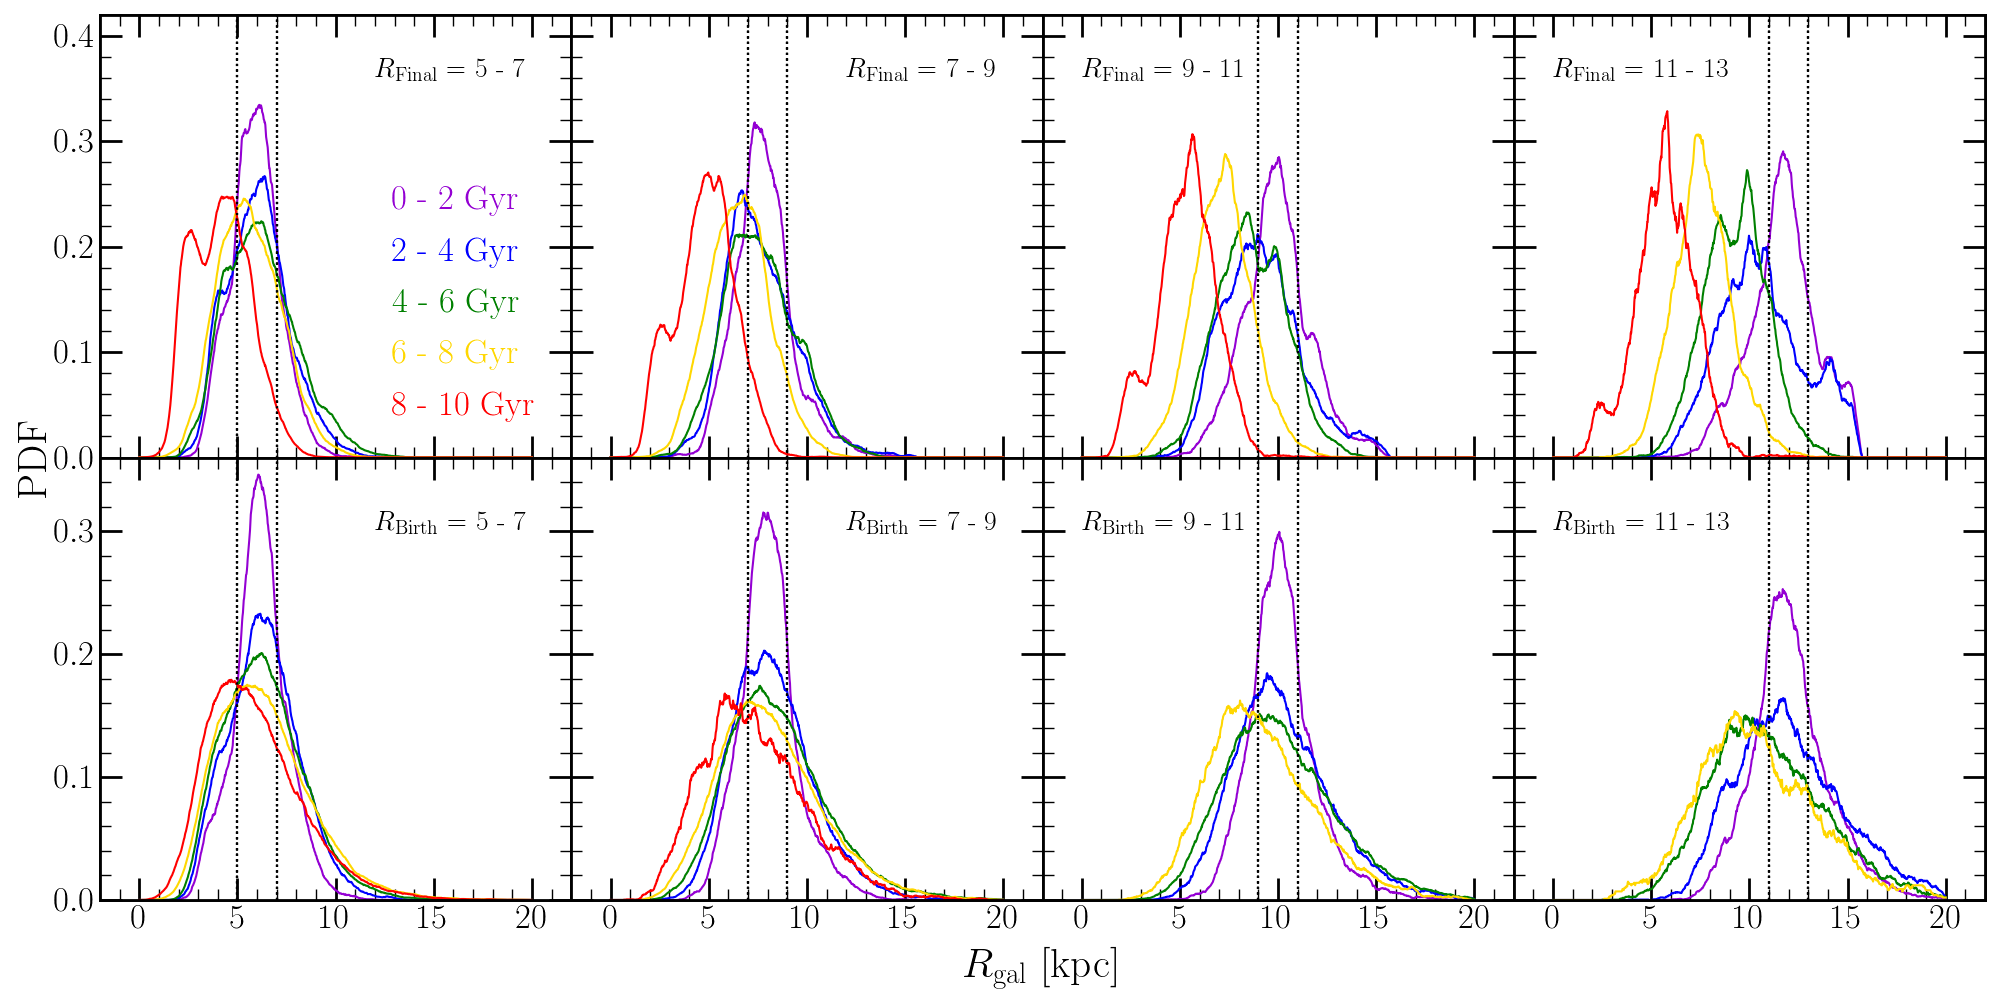 PDF
0.4
0.3
0.2
0.1
0.0
R_Final = 5 - 7
0 - 2 Gyr
2 - 4 Gyr
4 - 6 Gyr
6 - 8 Gyr
8 - 10 Gyr
R_Final = 7 - 9
R_Final = 9 - 11
R_Final = 11 - 13
0.3
0.2
0.1
0.0
R_Birth = 5 - 7
R_Birth = 7 - 9
R_Birth = 9 - 11
R_Birth = 11 - 13
0 5 10 15 20
0 5 10 15 20
0 5 10 15 20
0 5 10 15 20
R_gal [kpc]